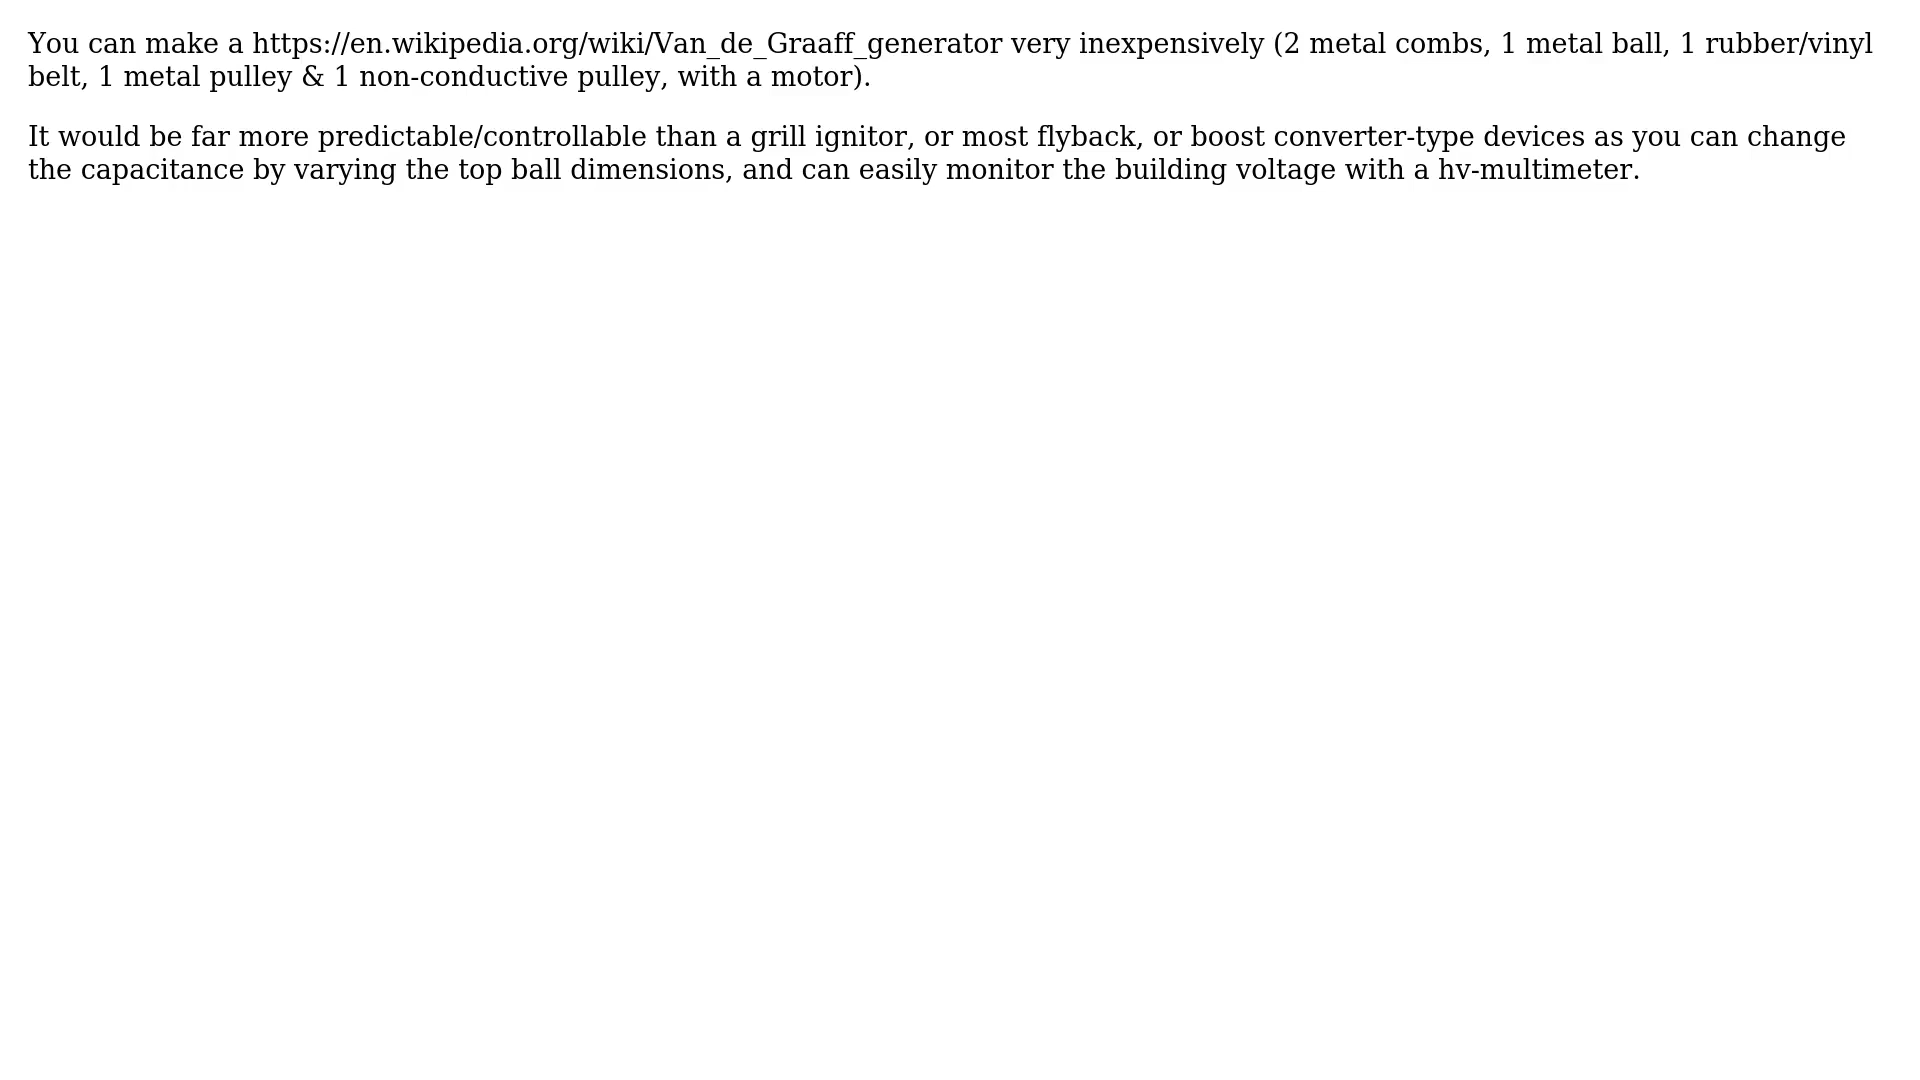 You can make a https://en.wikipedia.org/wiki/Van_de_Graaff_generator very inexpensively (2 metal combs, 1 metal ball, 1 rubber/vinyl
belt, 1 metal pulley & 1 non-conductive pulley, with a motor).
It would be far more predictable/controllable than a grill ignitor, or most flyback, or boost converter-type devices as you can change
the capacitance by varying the top ball dimensions, and can easily monitor the building voltage with a hv-multimeter.